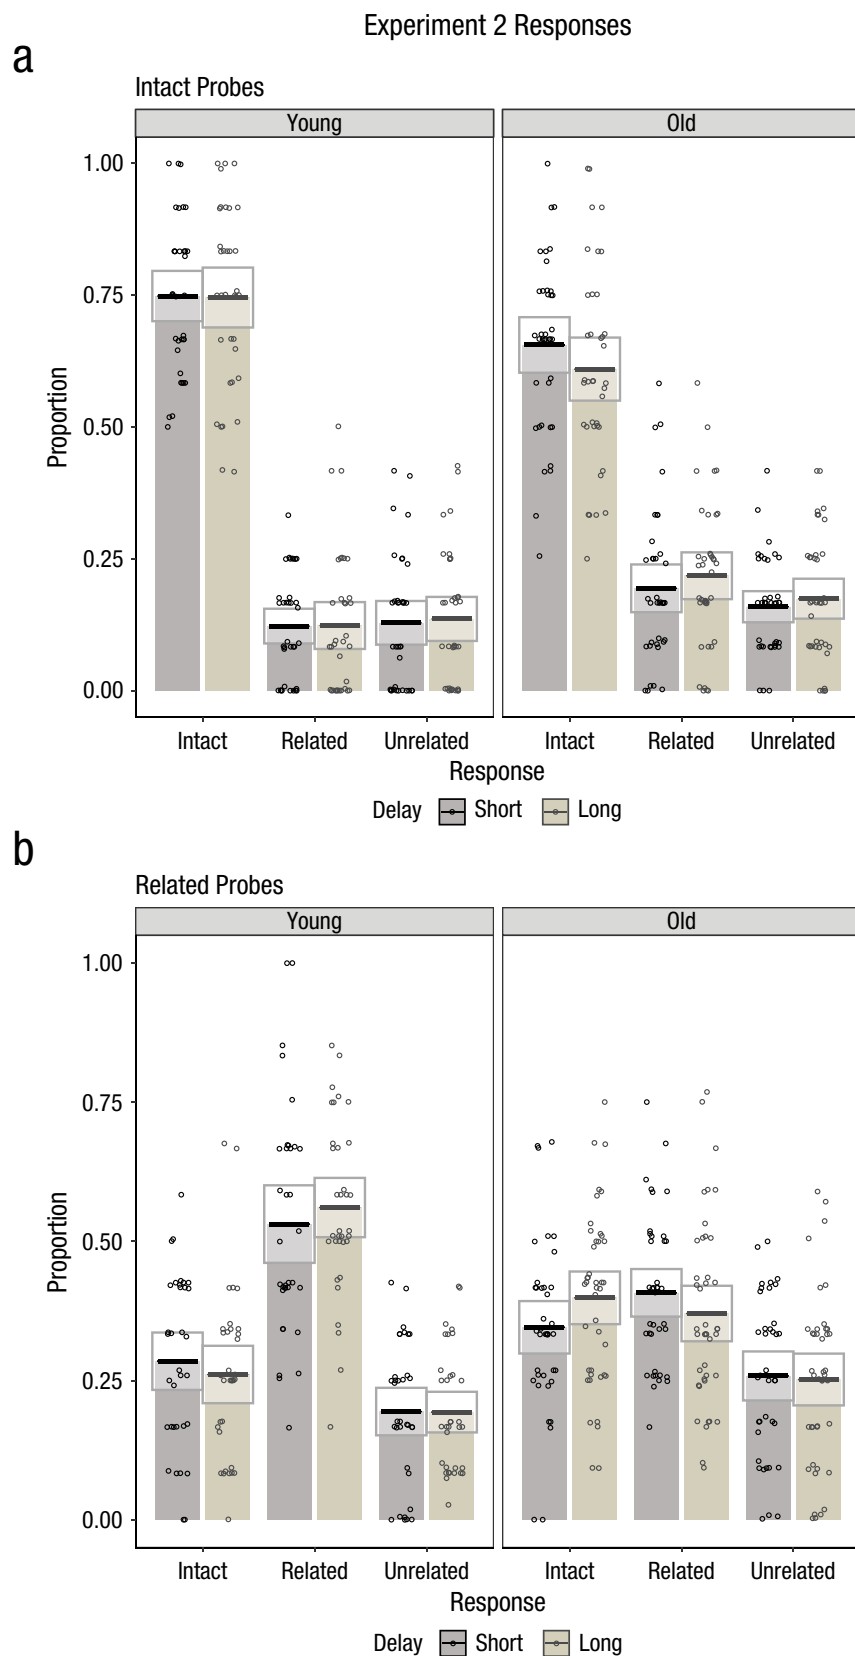 Experiment 2 Responses
a
Intact Probes
Young Old
1.00
0.75
0.50
0.25
0.00
Proportion
Intact Related Unrelated Intact Related Unrelated
Response
Delay Short Long
b
Related Probes
Young Old
1.00
0.75
0.50
0.25
0.00
Proportion
Intact Related Unrelated Intact Related Unrelated
Response
Delay Short Long